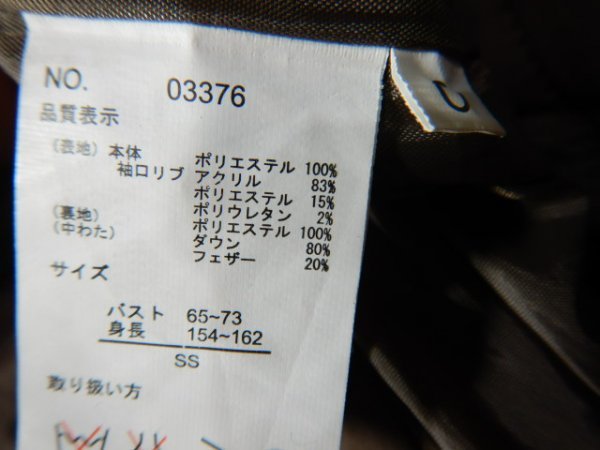 NO. 03376
品質表示
(表地) 本体 ポリエステル 100%
袖口リブ アクリル 83%
ポリエステル 15%
ポリウレタン 2%
(裏地) ポリエステル 100%
(中わた) ダウン 80%
フェザー 20%
サイズ
バスト 65~73
身長 154~162
SS
取り扱い方